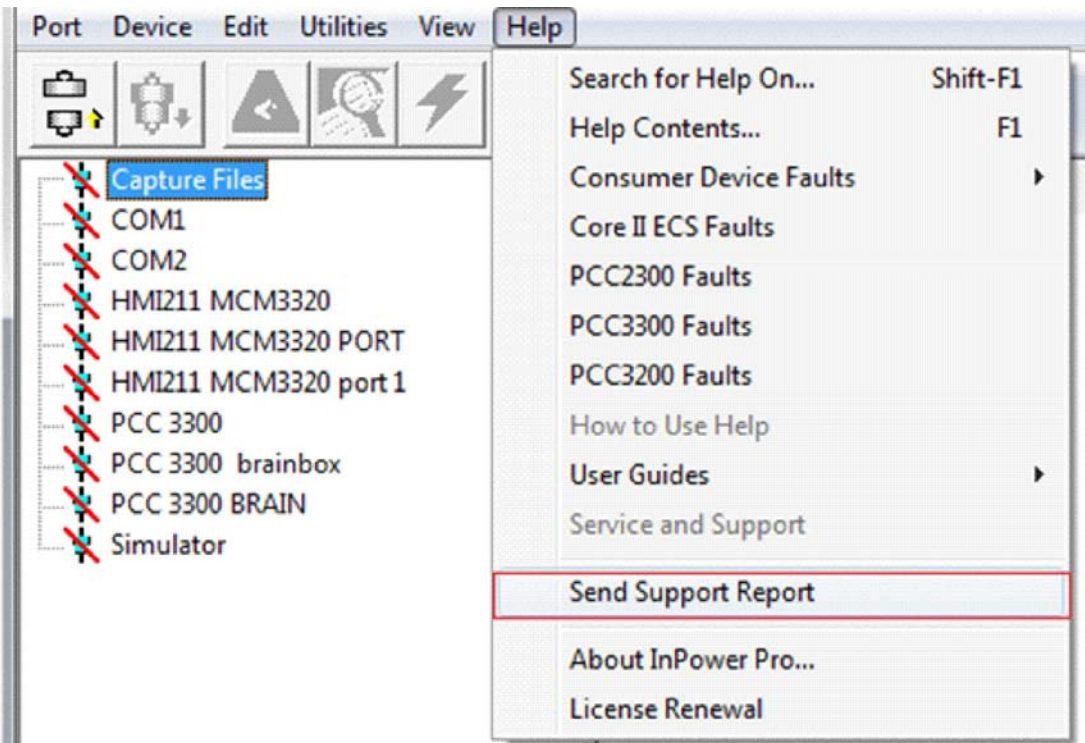 Port Device Edit Utilities View Help
Search for Help On... Shift-F1
Help Contents... F1
Consumer Device Faults
Core II ECS Faults
PCC2300 Faults
PCC3300 Faults
PCC3200 Faults
How to Use Help
User Guides
Service and Support
Send Support Report
About InPower Pro...
License Renewal
Capture Files
COM1
COM2
HMI211 MCM3320
HMI211 MCM3320 PORT
HMI211 MCM3320 port 1
PCC 3300
PCC 3300 brainbox
PCC 3300 BRAIN
Simulator